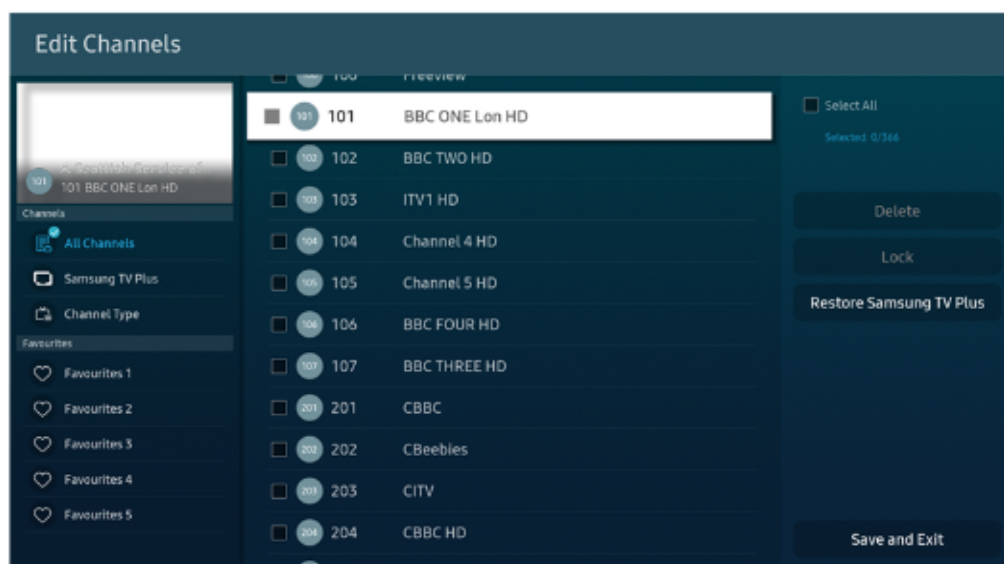 Edit Channels
100 Freeview
101 101 BBC ONE Lon HD
102 102 BBC TWO HD
103 103 ITV1 HD
104 104 Channel 4 HD
105 105 Channel 5 HD
106 106 BBC FOUR HD
107 107 BBC THREE HD
201 201 CBBC
202 202 CBeebies
203 203 CITV
204 204 CBBC HD
101 101 BBC ONE Lon HD
Channels
All Channels
Samsung TV Plus
Channel Type
Favourites
Favourites 1
Favourites 2
Favourites 3
Favourites 4
Favourites 5
Select All
Selected: 0/366
Delete
Lock
Restore Samsung TV Plus
Save and Exit